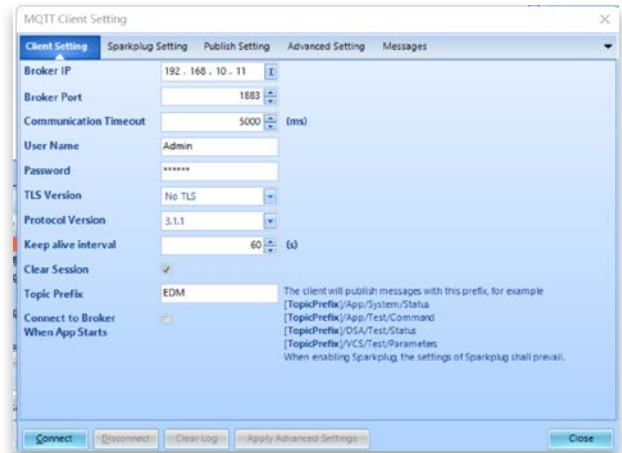 MQTT Client Setting
Client Setting Sparkplug Setting Publish Setting Advanced Setting Messages
Broker IP 192 . 168 . 10 . 11
Broker Port 1883
Communication Timeout 5000 (ms)
User Name Admin
Password ******
TLS Version No TLS
Protocol Version 3.1.1
Keep alive interval 60 (s)
Clear Session
Topic Prefix EDM
The client will publish messages with this prefix, for example
[TopicPrefix]/App/System/Status
Connect to Broker
When App Starts
[TopicPrefix]/App/Test/Command
[TopicPrefix]/DSA/Test/Status
[TopicPrefix]/VCS/Test/Parameters
When enabling Sparkplug, the settings of Sparkplug shall prevail.
Connect Disconnect Clear Log Apply Advanced Settings Close